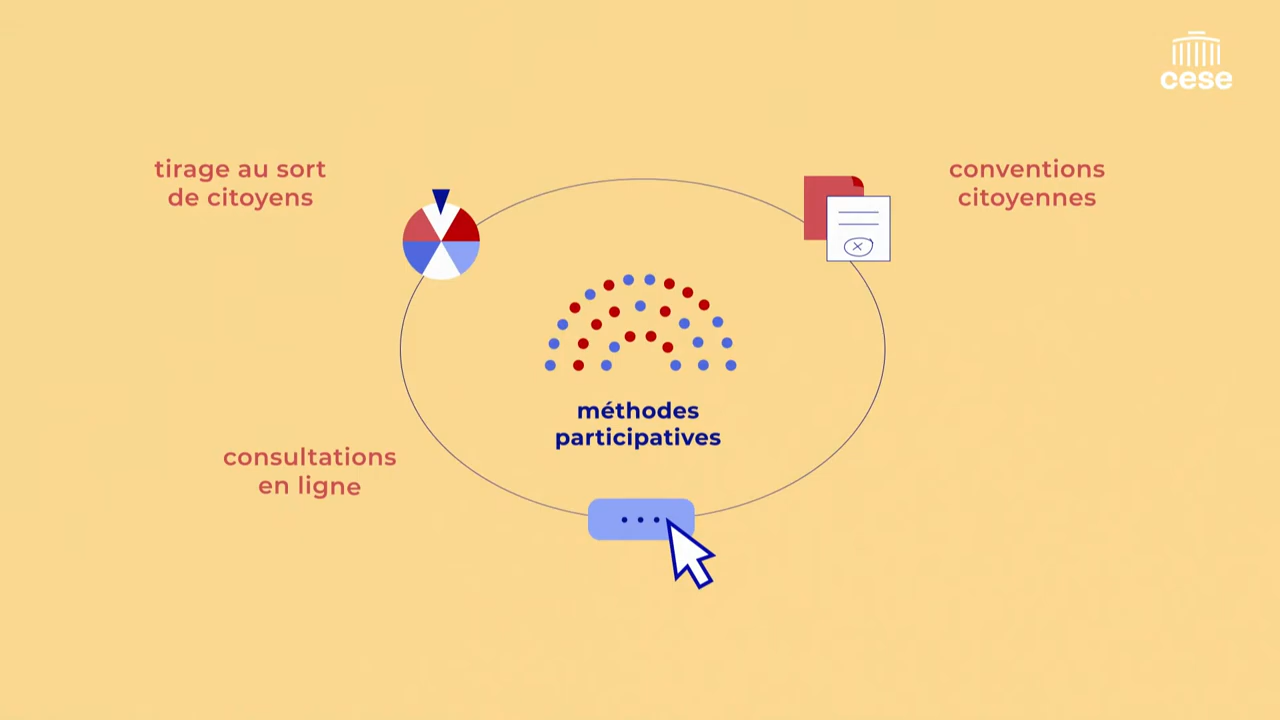 cese
tirage au sort
de citoyens
conventions
citoyennes
méthodes
participatives
consultations
en ligne